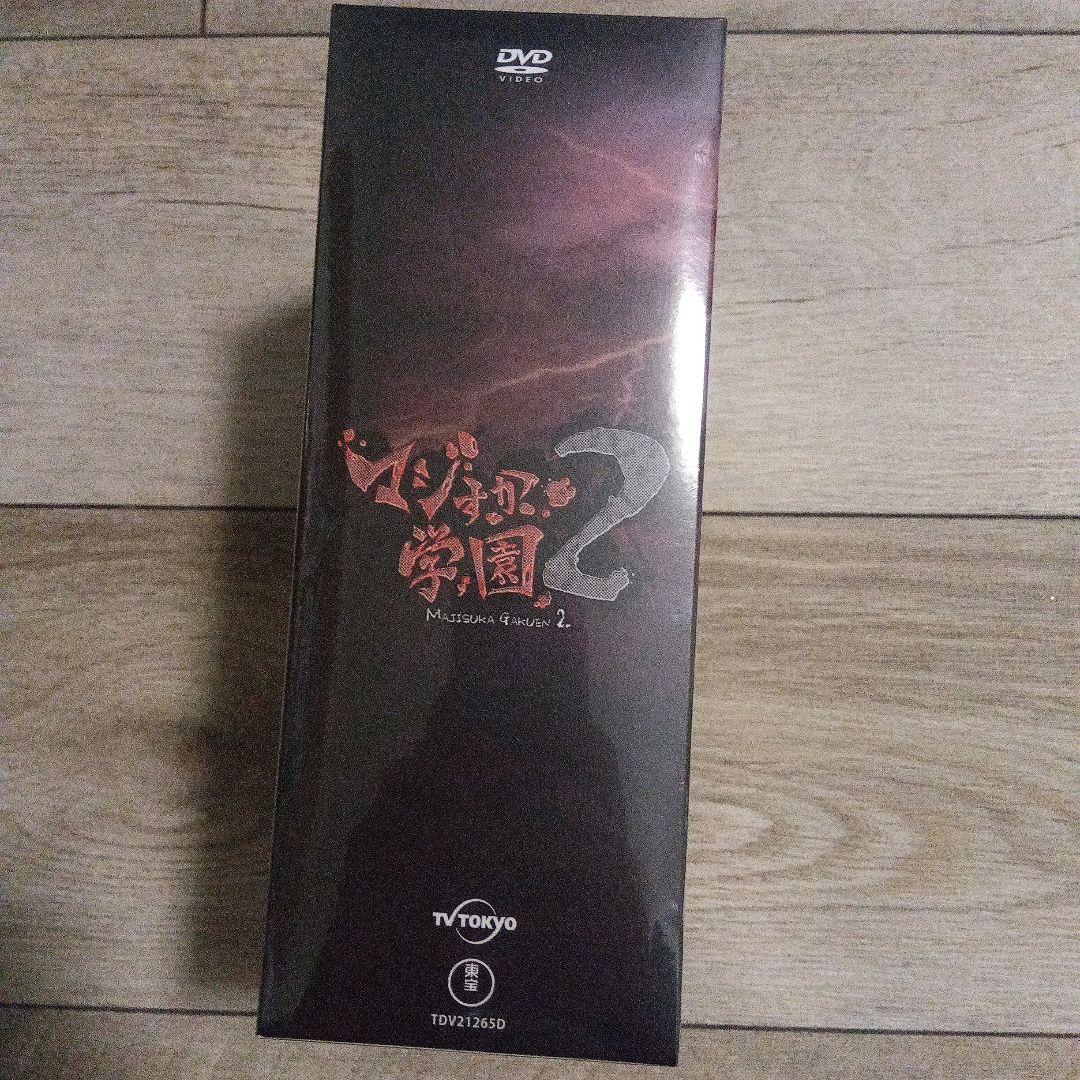 DVD
VIDEO
マジすか
学園2
MAJISUKA GAKUEN 2
TV TOKYO
東宝
TDV21265D